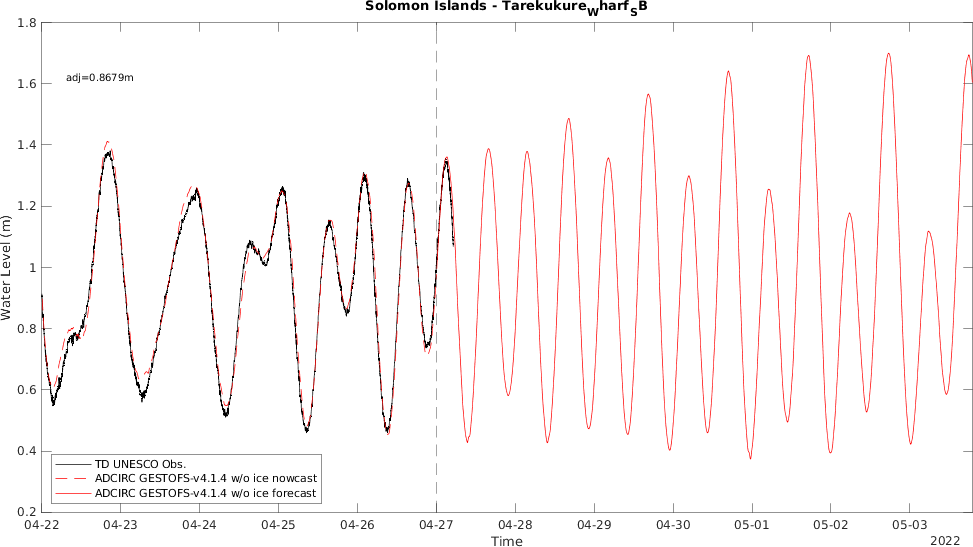 Solomon Islands - Tarekukure_Wharf_SB
1.8
1.6
1.4
1.2
1
0.8
0.6
0.4
0.2
Water Level (m)
adj=0.8679m
TD UNESCO Obs.
ADCIRC GESTOFS-v4.1.4 w/o ice nowcast
ADCIRC GESTOFS-v4.1.4 w/o ice forecast
04-22 04-23 04-24 04-25 04-26 04-27 04-28 04-29 04-30 05-01 05-02 05-03
Time
2022